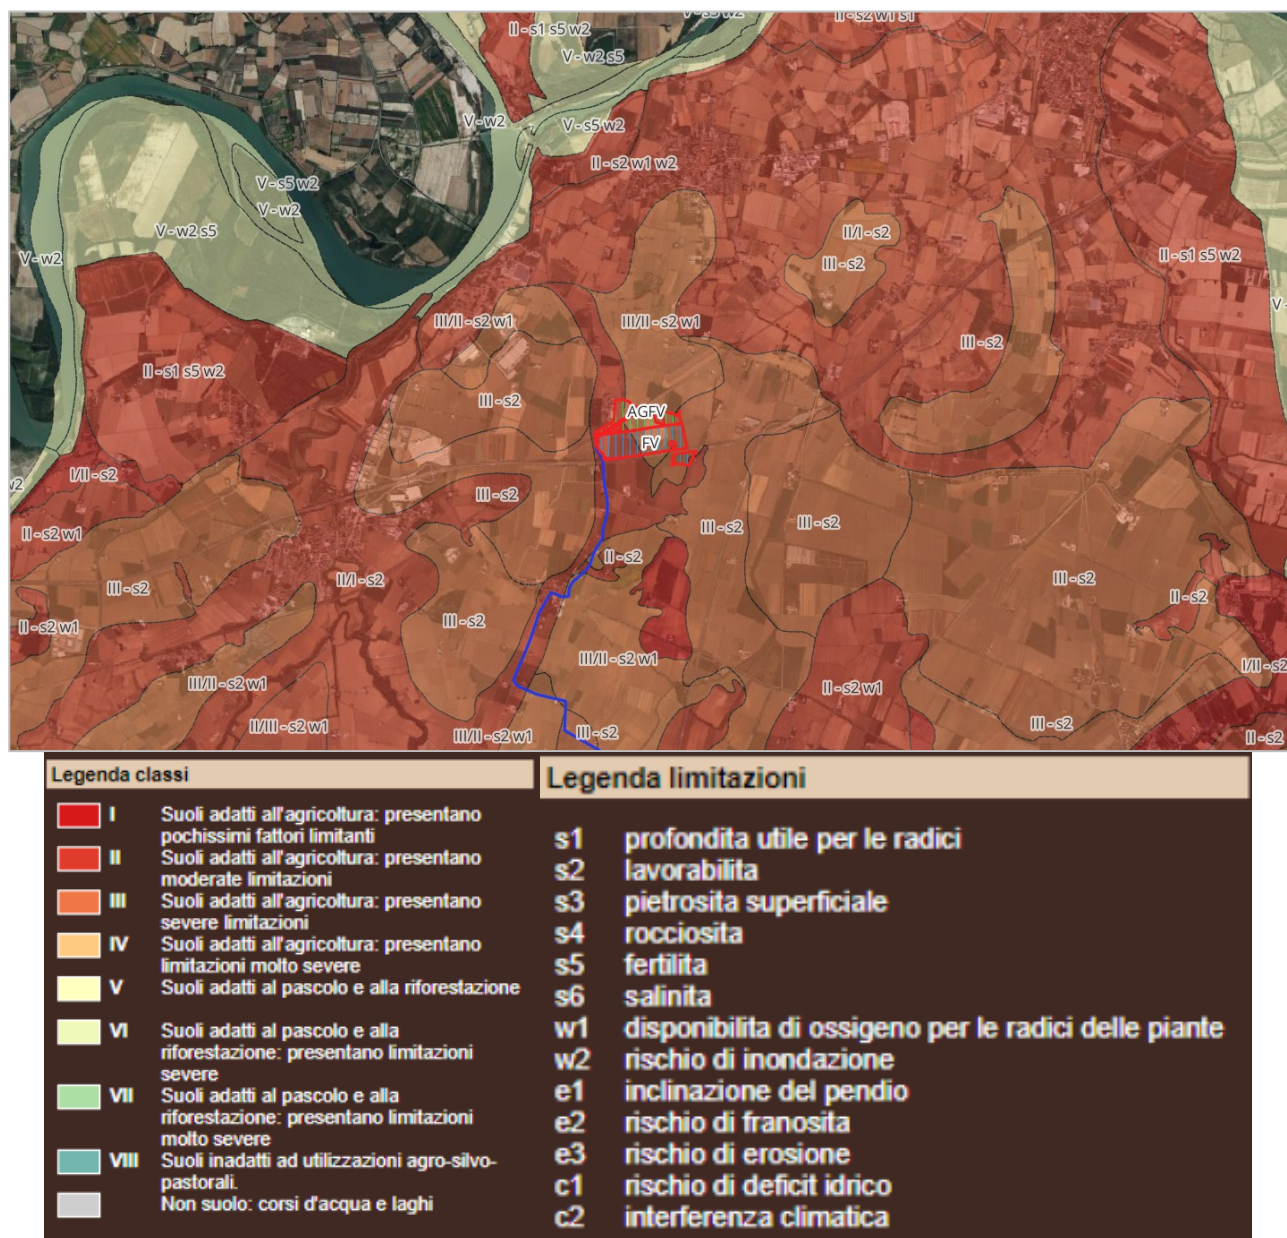 V - s5 w2
II - s2 w1 s1
II - s1 s5 w2
V - w2 s5
V - w2
V - s5 w2
II - s2 w1 w2
V - s5 w2
V - w2
V - w2 s5
II/I - s2
V - w2
III - s2
II - s1 s5 w2
V -
III/II - s2 w1
III/II - s2 w1
III - s2
II - s1 s5 w2
III - s2
AGFV
FV
I/II - s2
w2
III - s2
II - s2 w1
III - s2
III - s2
II - s2
II/I - s2
III - s2
III - s2
II - s2
III - s2
II - s2 w1
III/II - s2 w1
I/II - s2
III/II - s2 w1
II - s2 w1
II/III - s2 w1
III/II - s2 w1
III - s2
III - s2
II - s2
Legenda classi
I Suoli adatti all'agricoltura: presentano
pochissimi fattori limitanti
II Suoli adatti all'agricoltura: presentano
moderate limitazioni
III Suoli adatti all'agricoltura: presentano
severe limitazioni
IV Suoli adatti all'agricoltura: presentano
limitazioni molto severe
V Suoli adatti al pascolo e alla riforestazione
VI Suoli adatti al pascolo e alla
riforestazione: presentano limitazioni
severe
VII Suoli adatti al pascolo e alla
riforestazione: presentano limitazioni
molto severe
VIII Suoli inadatti ad utilizzazioni agro-silvo-
pastorali.
Non suolo: corsi d'acqua e laghi
Legenda limitazioni
s1 profondita utile per le radici
s2 lavorabilita
s3 pietrosita superficiale
s4 rocciosita
s5 fertilita
s6 salinita
w1 disponibilita di ossigeno per le radici delle piante
w2 rischio di inondazione
e1 inclinazione del pendio
e2 rischio di franosita
e3 rischio di erosione
c1 rischio di deficit idrico
c2 interferenza climatica